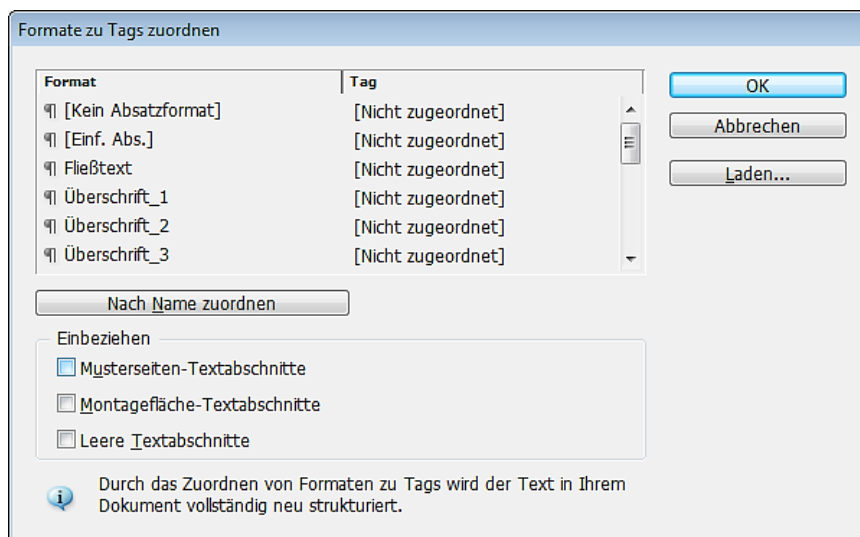 Formate zu Tags zuordnen
Format Tag
¶ [Kein Absatzformat] [Nicht zugeordnet]
¶ [Einf. Abs.] [Nicht zugeordnet]
¶ Fließtext [Nicht zugeordnet]
¶ Überschrift_1 [Nicht zugeordnet]
¶ Überschrift_2 [Nicht zugeordnet]
¶ Überschrift_3 [Nicht zugeordnet]
OK
Abbrechen
Laden...
Nach Name zuordnen
Einbeziehen
Musterseiten-Textabschnitte
Montagefläche-Textabschnitte
Leere Textabschnitte
Durch das Zuordnen von Formaten zu Tags wird der Text in Ihrem
Dokument vollständig neu strukturiert.